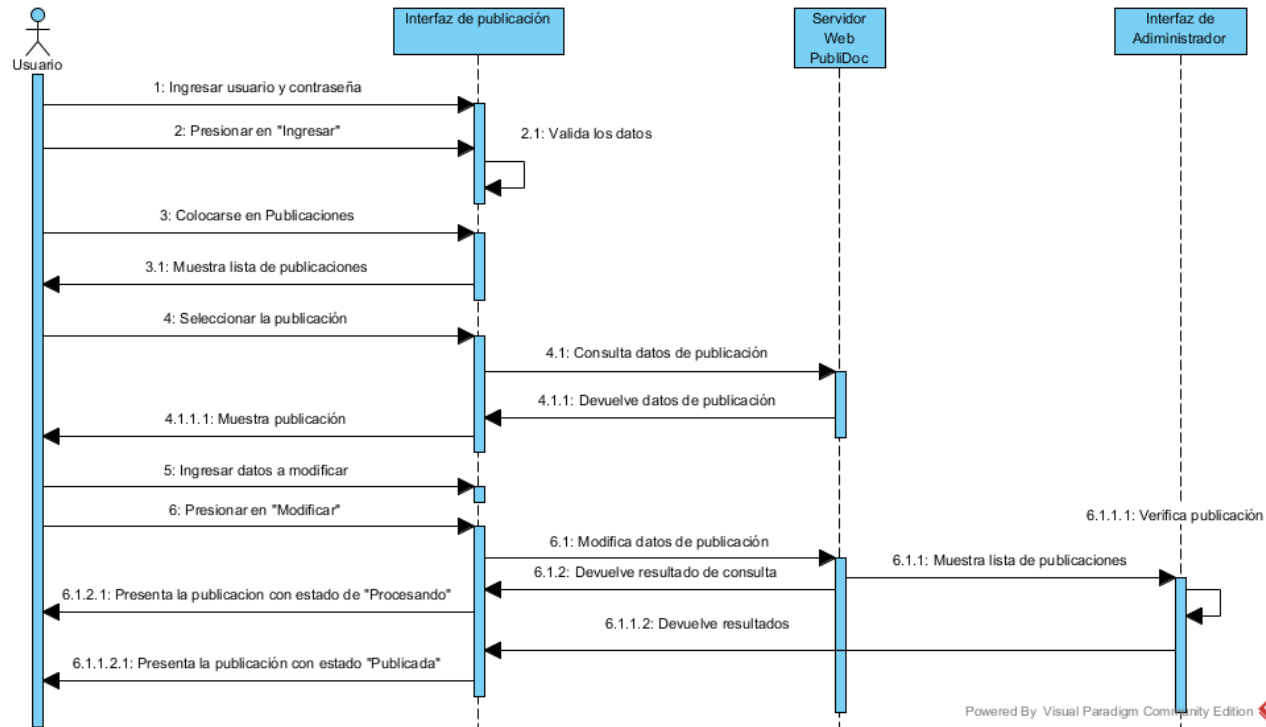 Interfaz de publicación
Servidor
Web
PubliDoc
Interfaz de
Adiministrador
Usuario
1: Ingresar usuario y contraseña
2: Presionar en "Ingresar"
2.1: Valida los datos
3: Colocarse en Publicaciones
3.1: Muestra lista de publicaciones
4: Seleccionar la publicación
4.1: Consulta datos de publicación
4.1.1: Devuelve datos de publicación
4.1.1.1: Muestra publicación
5: Ingresar datos a modificar
6: Presionar en "Modificar"
6.1.1.1: Verifica publicación
6.1: Modifica datos de publicación
6.1.1: Muestra lista de publicaciones
6.1.2: Devuelve resultado de consulta
6.1.2.1: Presenta la publicacion con estado de "Procesando"
6.1.1.2: Devuelve resultados
6.1.1.2.1: Presenta la publicación con estado "Publicada"
Powered By Visual Paradigm Community Edition